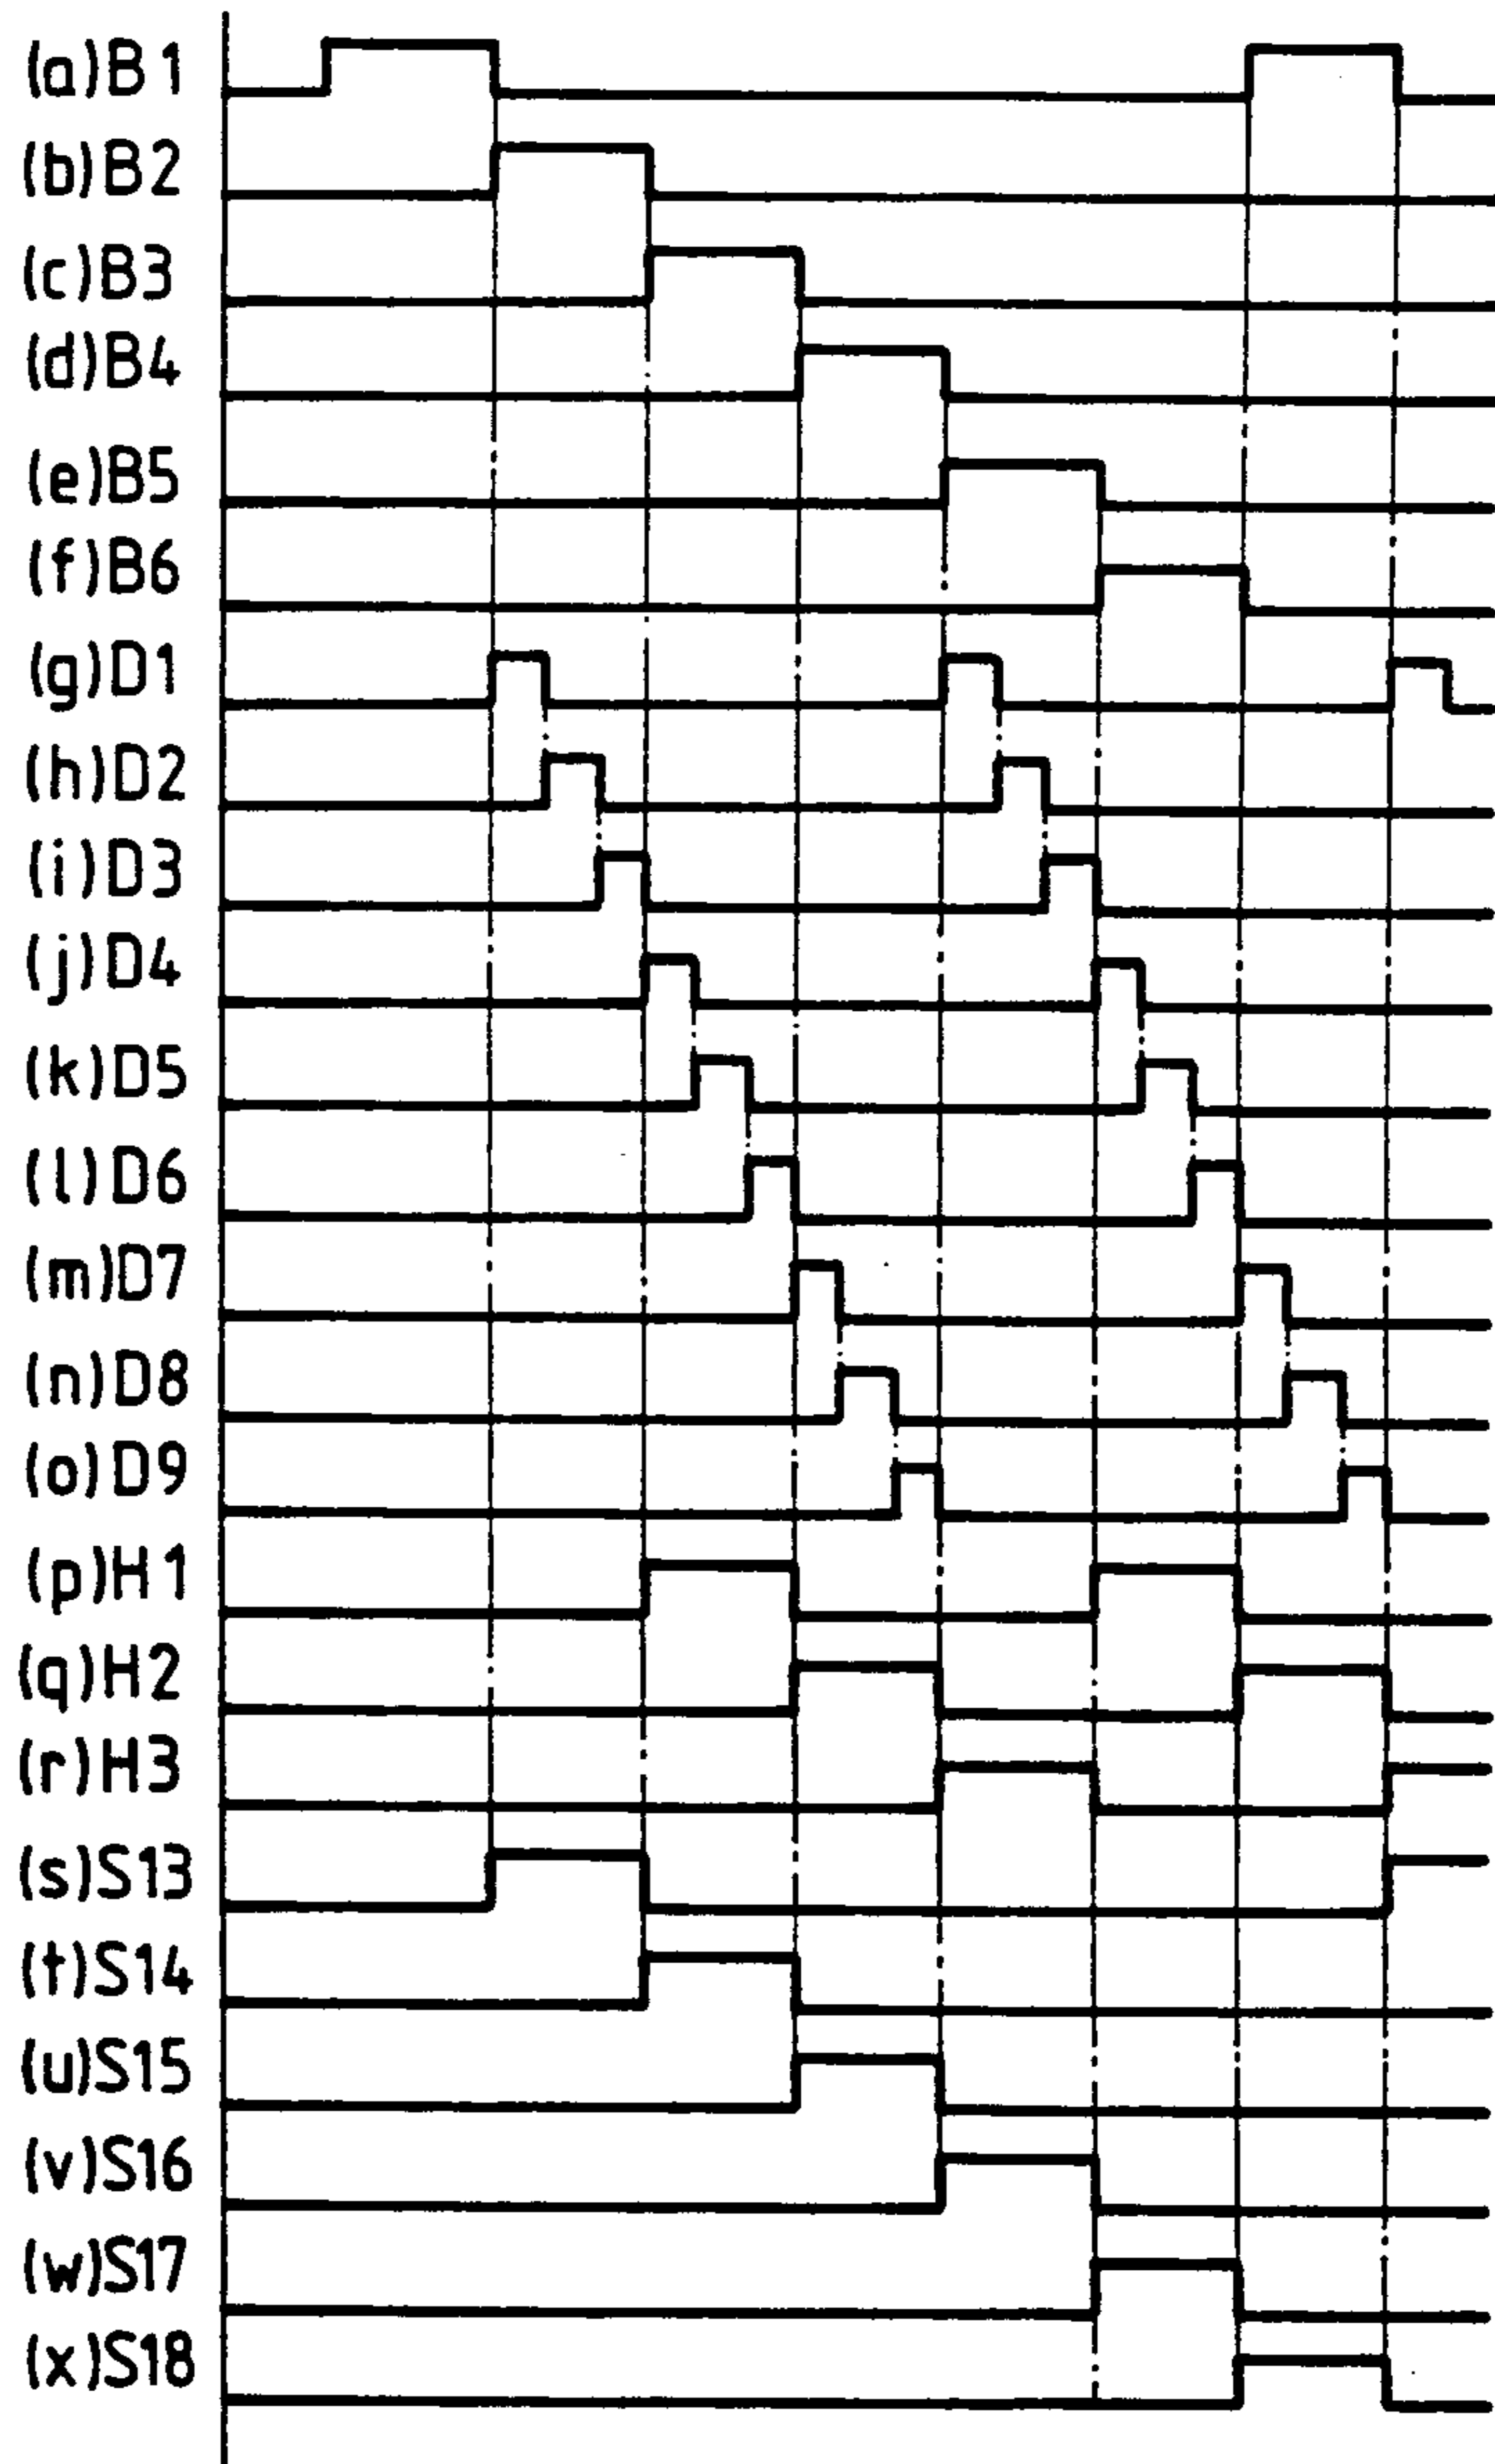 (a)B1
(b)B2
(c)B3
(d)B4
(e)B5
(f)B6
(g)D1
(h)D2
(i)D3
(j)D4
(k)D5
(l)D6
(m)D7
(n)D8
(o)D9
(p)H1
(q)H2
(r)H3
(s)S13
(t)S14
(u)S15
(v)S16
(w)S17
(x)S18